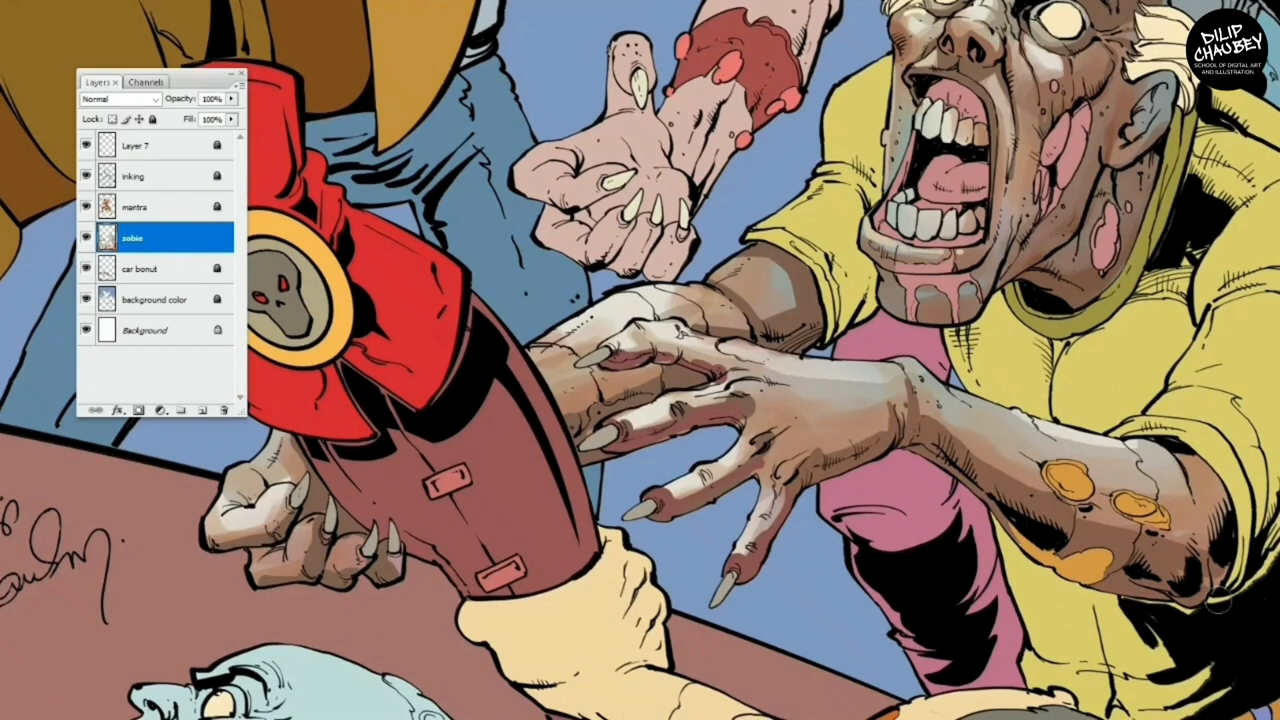 DILIP
CHAUBEY
SCHOOL OF DIGITAL ART
AND ILLUSTRATION
Layers × Channels
Normal Opacity: 100%
Lock: Fill: 100%
Layer 7
inking
mantra
zobie
car bonut
background color
Background
fx